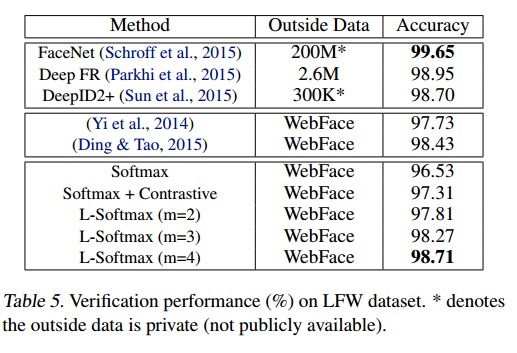 Method Outside Data Accuracy
FaceNet (Schroff et al., 2015) 200M* 99.65
Deep FR (Parkhi et al., 2015) 2.6M 98.95
DeepID2+ (Sun et al., 2015) 300K* 98.70
(Yi et al., 2014) WebFace 97.73
(Ding & Tao, 2015) WebFace 98.43
Softmax WebFace 96.53
Softmax + Contrastive WebFace 97.31
L-Softmax (m=2) WebFace 97.81
L-Softmax (m=3) WebFace 98.27
L-Softmax (m=4) WebFace 98.71
Table 5. Verification performance (%) on LFW dataset. * denotes
the outside data is private (not publicly available).